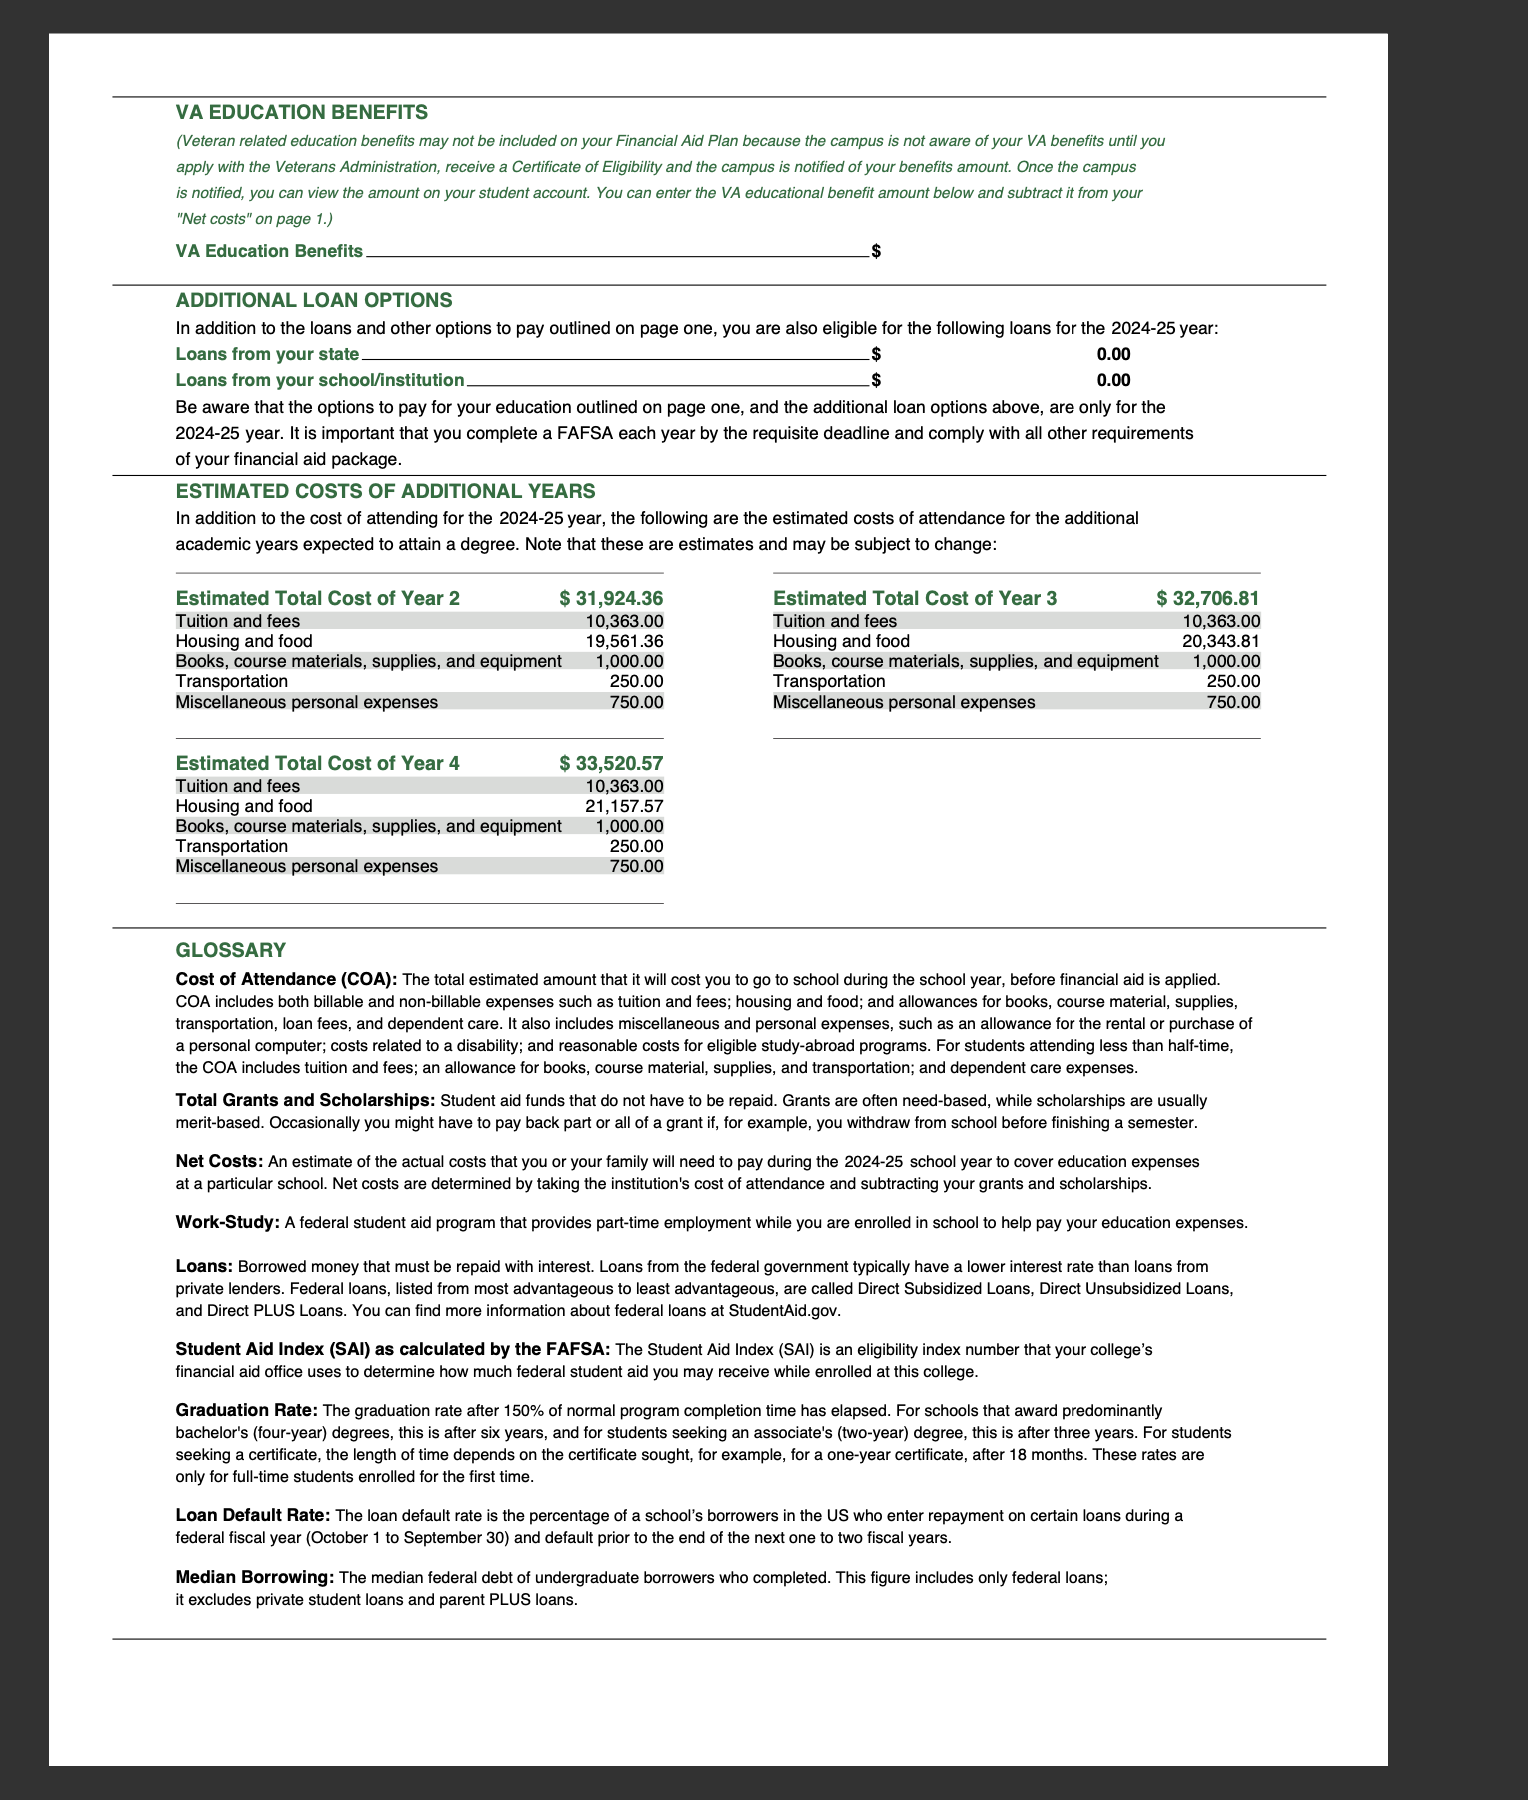 VA EDUCATION BENEFITS
(Veteran related education benefits may not be included on your Financial Aid Plan because the campus is not aware of your VA benefits until you
apply with the Veterans Administration, receive a Certificate of Eligibility and the campus is notified of your benefits amount. Once the campus
is notified, you can view the amount on your student account. You can enter the VA educational benefit amount below and subtract it from your
"Net costs" on page 1.)
VA Education Benefits $
ADDITIONAL LOAN OPTIONS
In addition to the loans and other options to pay outlined on page one, you are also eligible for the following loans for the 2024-25 year:
Loans from your state $ 0.00
Loans from your school/institution $ 0.00
Be aware that the options to pay for your education outlined on page one, and the additional loan options above, are only for the
2024-25 year. It is important that you complete a FAFSA each year by the requisite deadline and comply with all other requirements
of your financial aid package.
ESTIMATED COSTS OF ADDITIONAL YEARS
In addition to the cost of attending for the 2024-25 year, the following are the estimated costs of attendance for the additional
academic years expected to attain a degree. Note that these are estimates and may be subject to change:
Estimated Total Cost of Year 2 $ 31,924.36
Tuition and fees 10,363.00
Housing and food 19,561.36
Books, course materials, supplies, and equipment 1,000.00
Transportation 250.00
Miscellaneous personal expenses 750.00
Estimated Total Cost of Year 3 $ 32,706.81
Tuition and fees 10,363.00
Housing and food 20,343.81
Books, course materials, supplies, and equipment 1,000.00
Transportation 250.00
Miscellaneous personal expenses 750.00
Estimated Total Cost of Year 4 $ 33,520.57
Tuition and fees 10,363.00
Housing and food 21,157.57
Books, course materials, supplies, and equipment 1,000.00
Transportation 250.00
Miscellaneous personal expenses 750.00
GLOSSARY
Cost of Attendance (COA): The total estimated amount that it will cost you to go to school during the school year, before financial aid is applied.
COA includes both billable and non-billable expenses such as tuition and fees; housing and food; and allowances for books, course material, supplies,
transportation, loan fees, and dependent care. It also includes miscellaneous and personal expenses, such as an allowance for the rental or purchase of
a personal computer; costs related to a disability; and reasonable costs for eligible study-abroad programs. For students attending less than half-time,
the COA includes tuition and fees; an allowance for books, course material, supplies, and transportation; and dependent care expenses.
Total Grants and Scholarships: Student aid funds that do not have to be repaid. Grants are often need-based, while scholarships are usually
merit-based. Occasionally you might have to pay back part or all of a grant if, for example, you withdraw from school before finishing a semester.
Net Costs: An estimate of the actual costs that you or your family will need to pay during the 2024-25 school year to cover education expenses
at a particular school. Net costs are determined by taking the institution's cost of attendance and subtracting your grants and scholarships.
Work-Study: A federal student aid program that provides part-time employment while you are enrolled in school to help pay your education expenses.
Loans: Borrowed money that must be repaid with interest. Loans from the federal government typically have a lower interest rate than loans from
private lenders. Federal loans, listed from most advantageous to least advantageous, are called Direct Subsidized Loans, Direct Unsubsidized Loans,
and Direct PLUS Loans. You can find more information about federal loans at StudentAid.gov.
Student Aid Index (SAI) as calculated by the FAFSA: The Student Aid Index (SAI) is an eligibility index number that your college’s
financial aid office uses to determine how much federal student aid you may receive while enrolled at this college.
Graduation Rate: The graduation rate after 150% of normal program completion time has elapsed. For schools that award predominantly
bachelor's (four-year) degrees, this is after six years, and for students seeking an associate's (two-year) degree, this is after three years. For students
seeking a certificate, the length of time depends on the certificate sought, for example, for a one-year certificate, after 18 months. These rates are
only for full-time students enrolled for the first time.
Loan Default Rate: The loan default rate is the percentage of a school’s borrowers in the US who enter repayment on certain loans during a
federal fiscal year (October 1 to September 30) and default prior to the end of the next one to two fiscal years.
Median Borrowing: The median federal debt of undergraduate borrowers who completed. This figure includes only federal loans;
it excludes private student loans and parent PLUS loans.